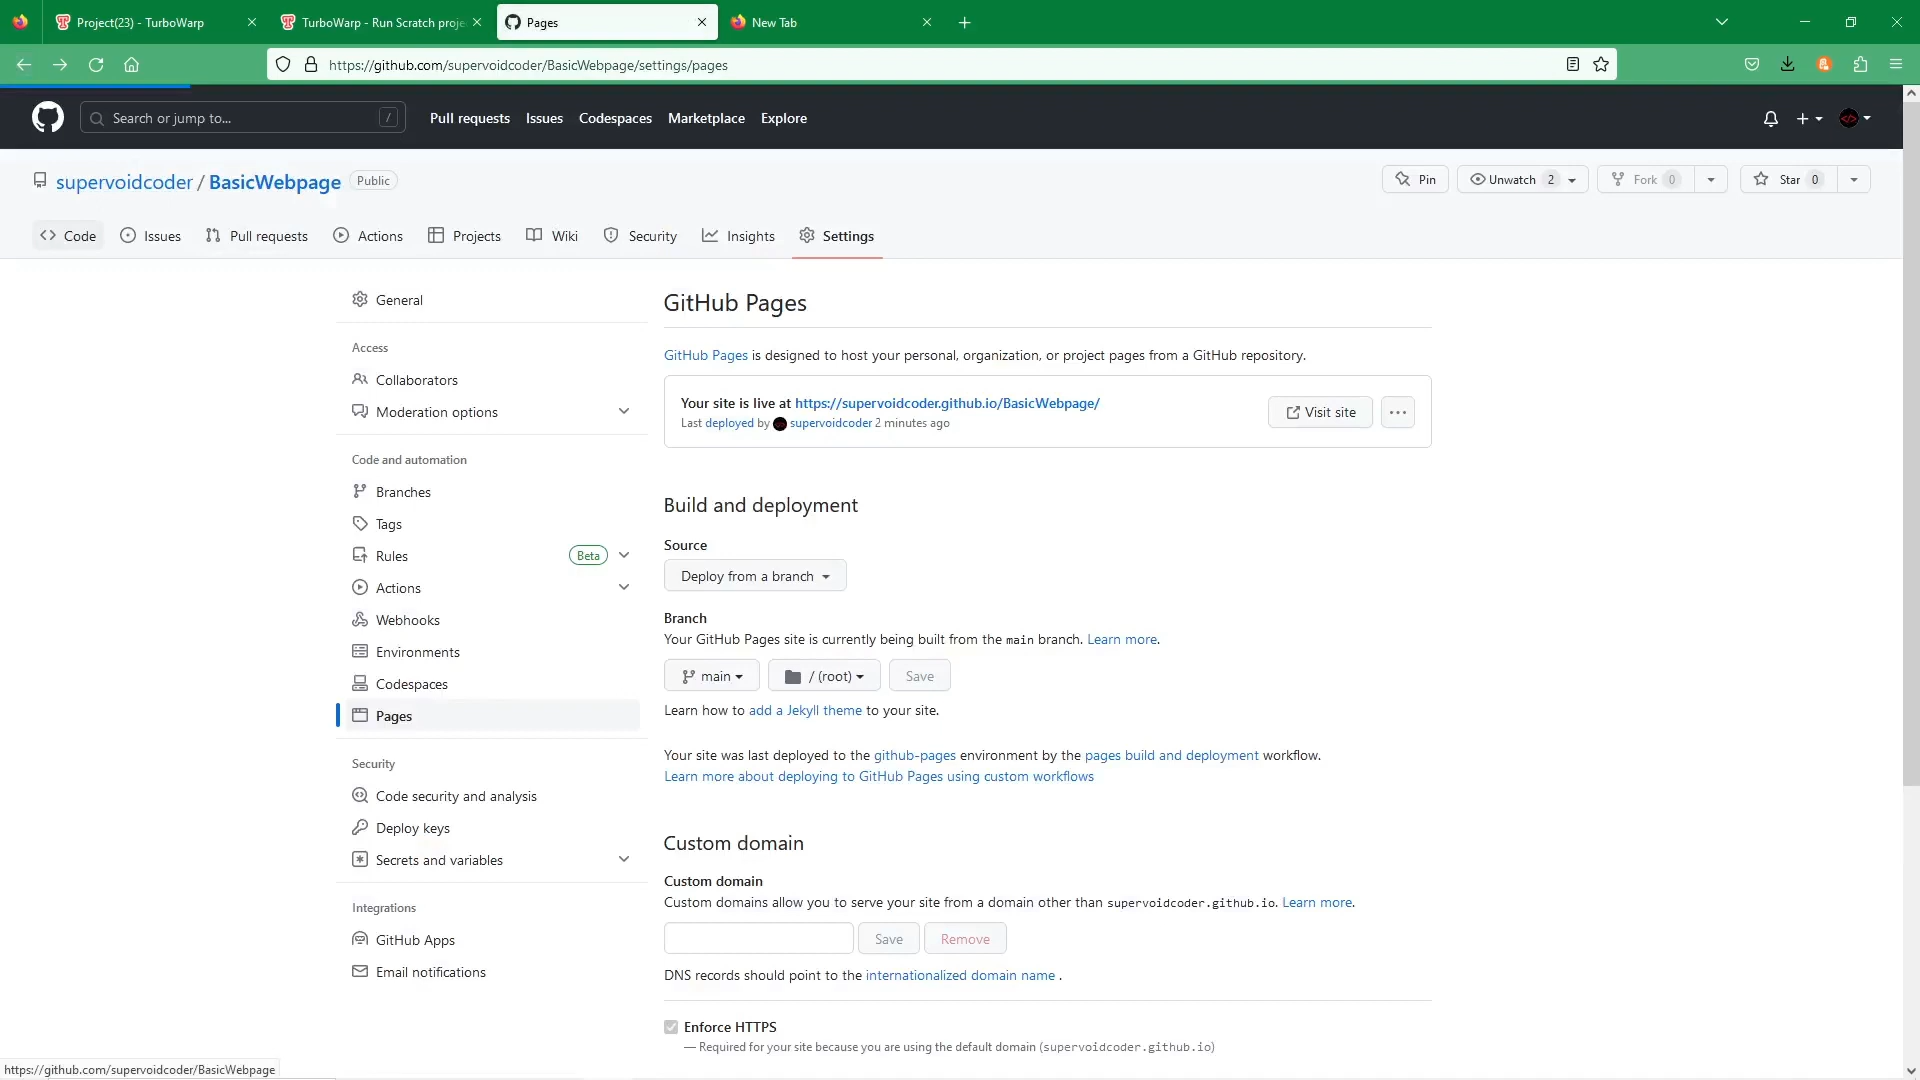 Project(23) - TurboWarp
TurboWarp - Run Scratch proje
Pages
New Tab
https://github.com/supervoidcoder/BasicWebpage/settings/pages
Search or jump to...
/
Pull requests
Issues
Codespaces
Marketplace
Explore
supervoidcoder / BasicWebpage Public
Pin
Unwatch 2
Fork 0
Star 0
Code
Issues
Pull requests
Actions
Projects
Wiki
Security
Insights
Settings
General
Access
Collaborators
Moderation options
Code and automation
Branches
Tags
Rules Beta
Actions
Webhooks
Environments
Codespaces
Pages
Security
Code security and analysis
Deploy keys
Secrets and variables
Integrations
GitHub Apps
Email notifications
GitHub Pages
GitHub Pages is designed to host your personal, organization, or project pages from a GitHub repository.
Your site is live at https://supervoidcoder.github.io/BasicWebpage/
Last deployed by supervoidcoder 2 minutes ago
Visit site
Build and deployment
Source
Deploy from a branch
Branch
Your GitHub Pages site is currently being built from the main branch. Learn more.
main
/ (root)
Save
Learn how to add a Jekyll theme to your site.
Your site was last deployed to the github-pages environment by the pages build and deployment workflow.
Learn more about deploying to GitHub Pages using custom workflows
Custom domain
Custom domain
Custom domains allow you to serve your site from a domain other than supervoidcoder.github.io. Learn more.
Save
Remove
DNS records should point to the internationalized domain name .
Enforce HTTPS
— Required for your site because you are using the default domain (supervoidcoder.github.io)
https://github.com/supervoidcoder/BasicWebpage